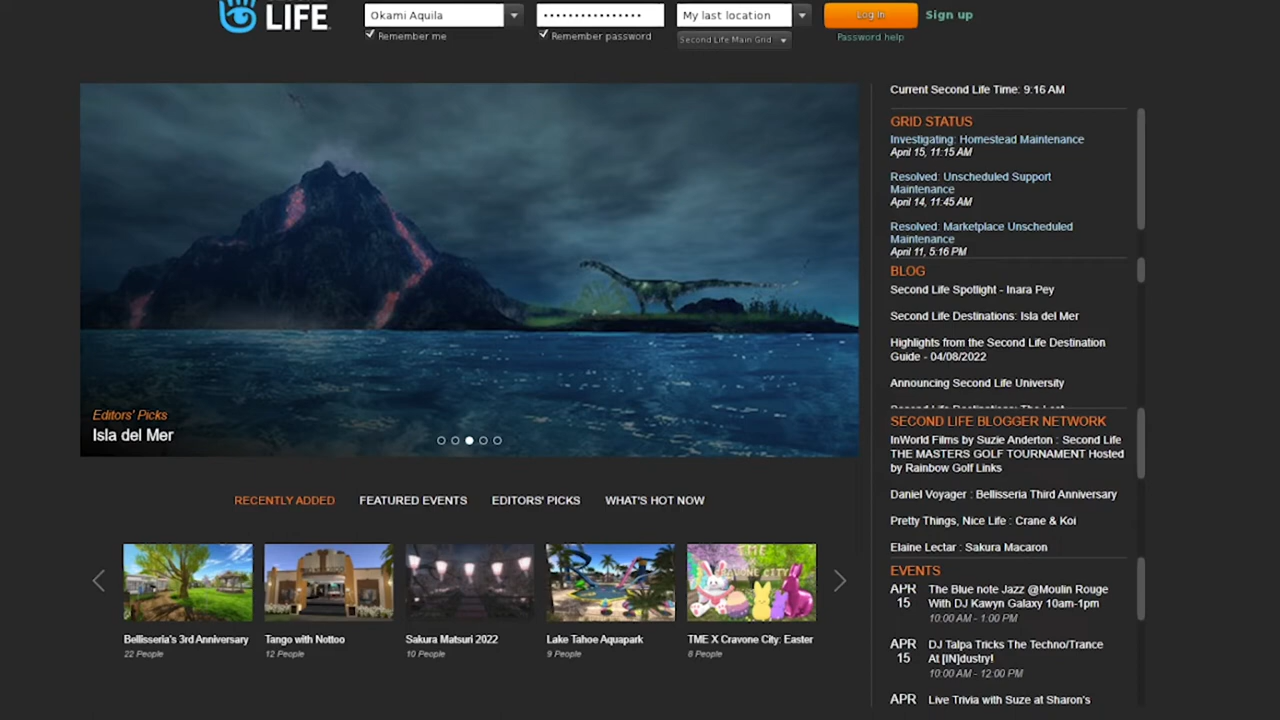 LIFE
Okami Aquila
My last location
Log in
Sign up
Remember me
Remember password
Second Life Main Grid
Password help
Editors' Picks
Isla del Mer
RECENTLY ADDED
FEATURED EVENTS
EDITORS' PICKS
WHAT'S HOT NOW
Bellisseria's 3rd Anniversary
22 People
Tango with Nottoo
12 People
Sakura Matsuri 2022
10 People
Lake Tahoe Aquapark
9 People
TME X Cravone City: Easter
8 People
Current Second Life Time: 9:16 AM
GRID STATUS
Investigating: Homestead Maintenance
April 15, 11:15 AM
Resolved: Unscheduled Support
Maintenance
April 14, 11:45 AM
Resolved: Marketplace Unscheduled
Maintenance
April 11, 5:16 PM
BLOG
Second Life Spotlight - Inara Pey
Second Life Destinations: Isla del Mer
Highlights from the Second Life Destination
Guide - 04/08/2022
Announcing Second Life University
SECOND LIFE BLOGGER NETWORK
InWorld Films by Suzie Anderton : Second Life
THE MASTERS GOLF TOURNAMENT Hosted
by Rainbow Golf Links
Daniel Voyager : Bellisseria Third Anniversary
Pretty Things, Nice Life : Crane & Koi
Elaine Lectar : Sakura Macaron
EVENTS
APR
15
The Blue note Jazz @Moulin Rouge
With DJ Kawyn Galaxy 10am-1pm
10:00 AM - 1:00 PM
APR
15
DJ Talpa Tricks The Techno/Trance
At [IN]dustry!
10:00 AM - 12:00 PM
APR
Live Trivia with Suze at Sharon's